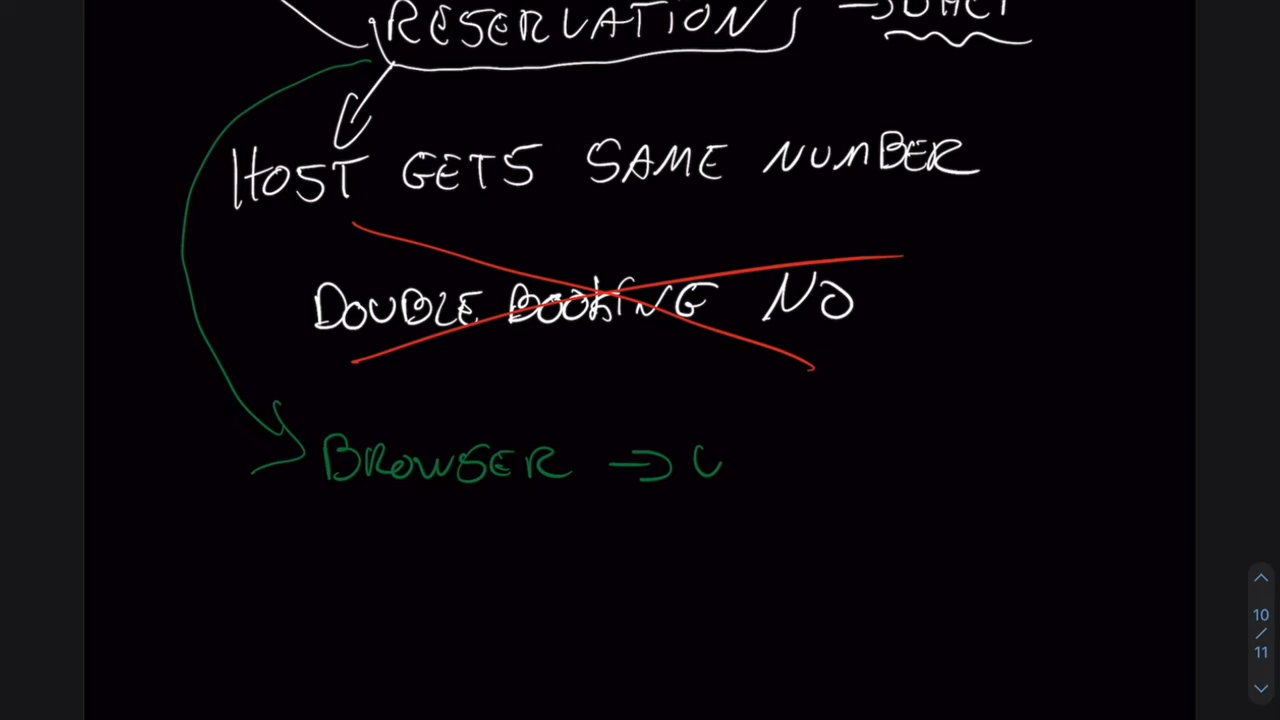 RESERVATION →
HOST GETS SAME NUMBER
DOUBLE BOOKING NO
BROWSER → U
10
/
11